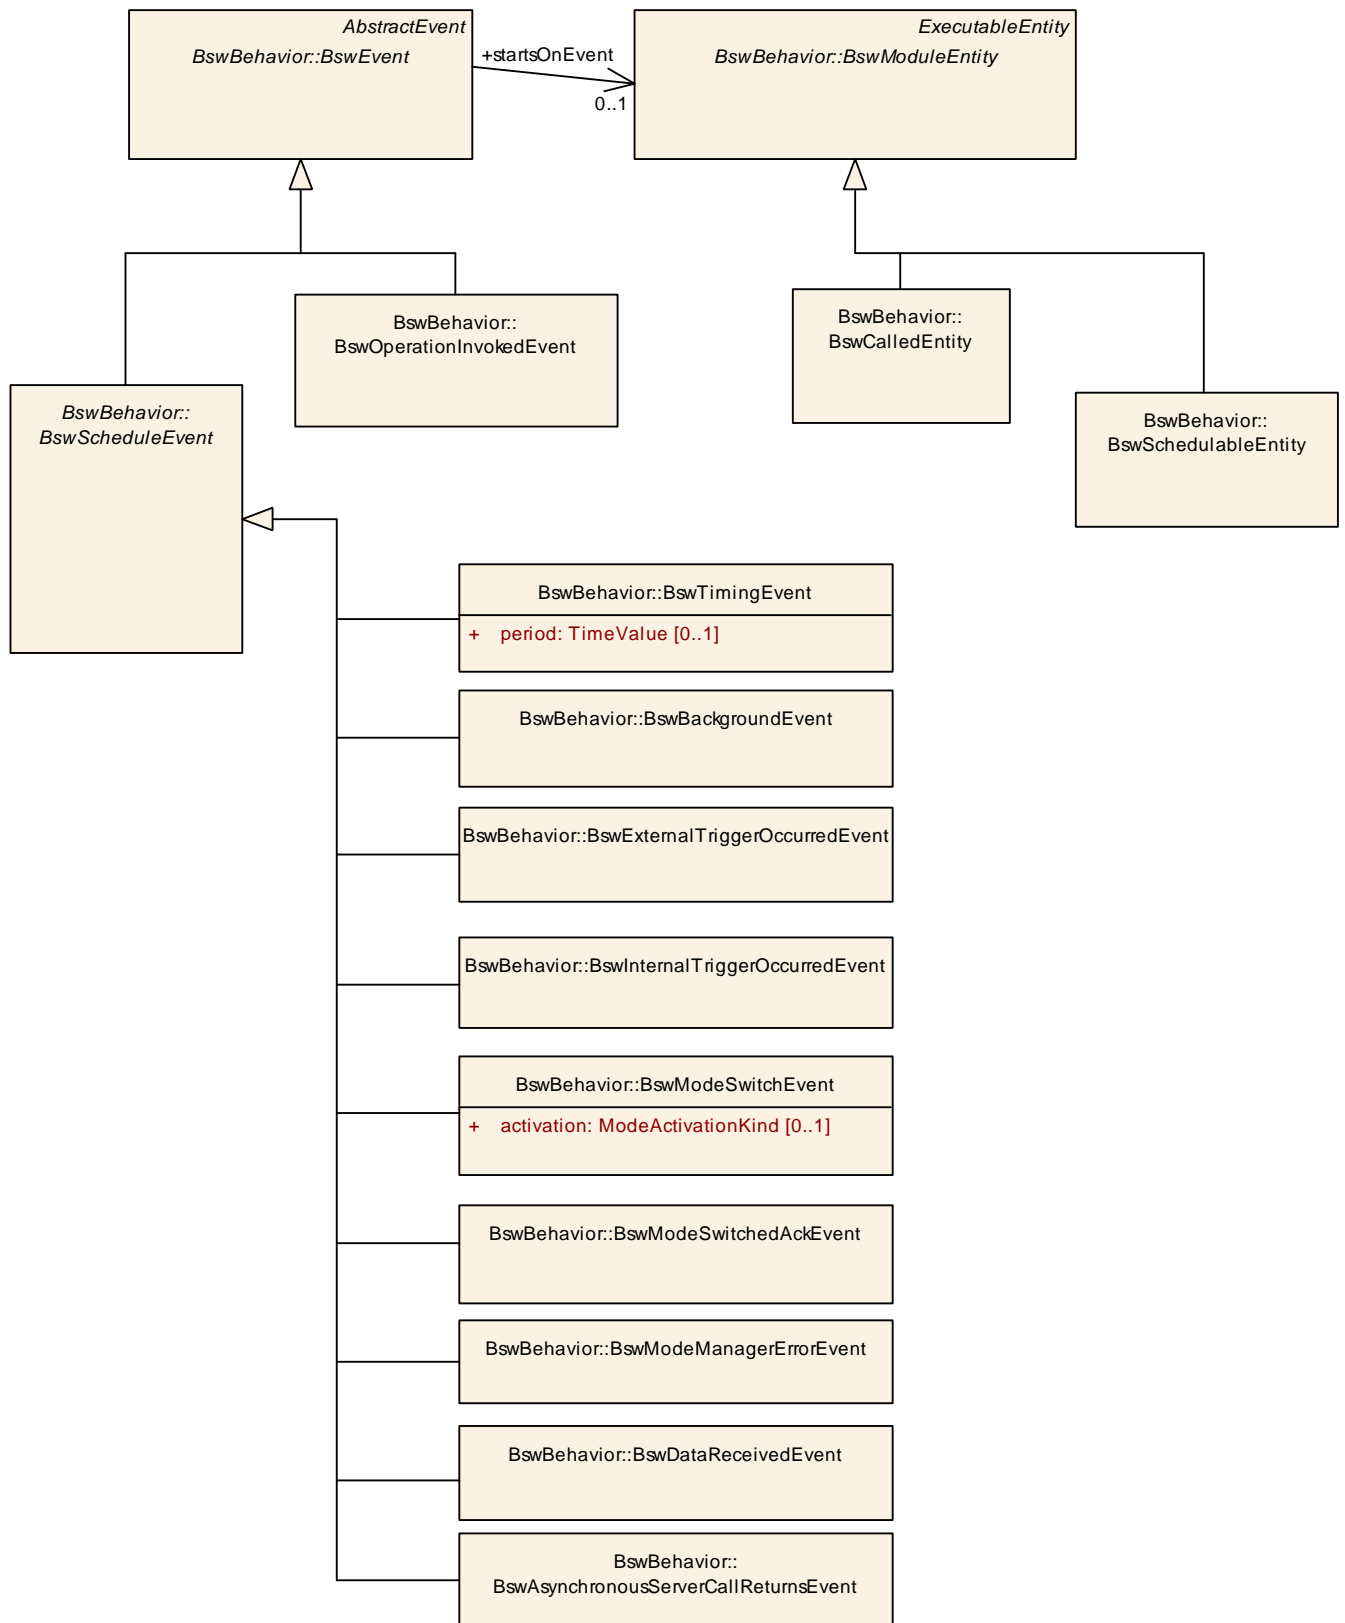 AbstractEvent
BswBehavior::BswEvent
+startsOnEvent
0..1
ExecutableEntity
BswBehavior::BswModuleEntity
BswBehavior::
BswOperationInvokedEvent
BswBehavior::
BswCalledEntity
BswBehavior::
BswScheduleEvent
BswBehavior::
BswSchedulableEntity
BswBehavior::BswTimingEvent
+ period: TimeValue [0..1]
BswBehavior::BswBackgroundEvent
BswBehavior::BswExternalTriggerOccurredEvent
BswBehavior::BswInternalTriggerOccurredEvent
BswBehavior::BswModeSwitchEvent
+ activation: ModeActivationKind [0..1]
BswBehavior::BswModeSwitchedAckEvent
BswBehavior::BswModeManagerErrorEvent
BswBehavior::BswDataReceivedEvent
BswBehavior::
BswAsynchronousServerCallReturnsEvent